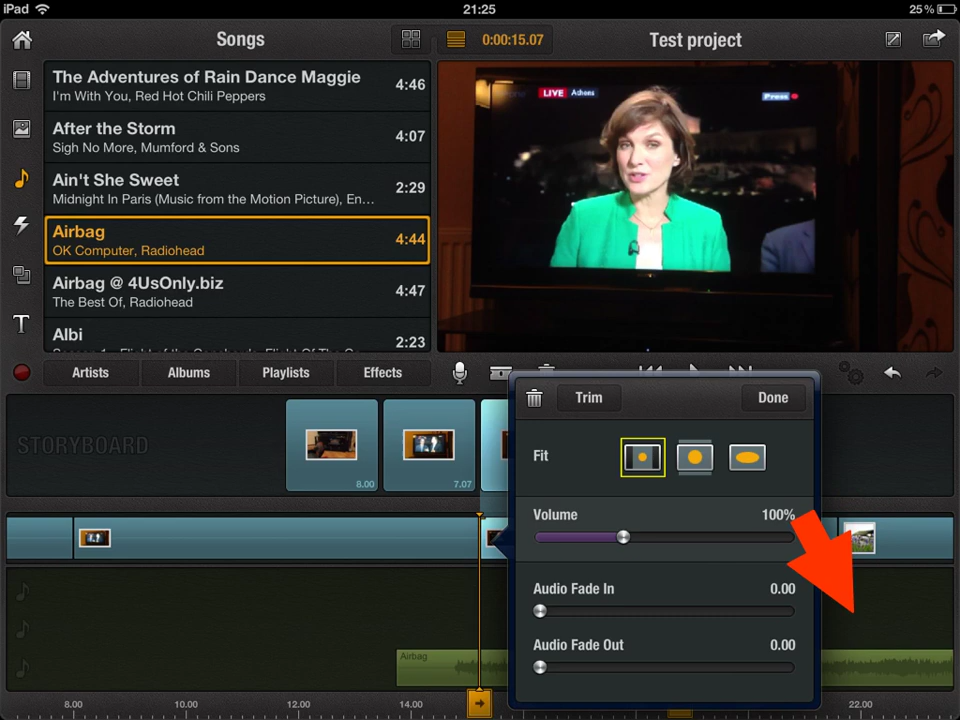 iPad
21:25
25%
Songs
0:00:15.07
Test project
The Adventures of Rain Dance Maggie
I'm With You, Red Hot Chili Peppers
4:46
After the Storm
Sigh No More, Mumford & Sons
4:07
Ain't She Sweet
Midnight In Paris (Music from the Motion Picture), En...
2:29
Airbag
OK Computer, Radiohead
4:44
Airbag @ 4UsOnly.biz
The Best Of, Radiohead
4:47
Albi
2:23
LIVE Athens
Press
Artists
Albums
Playlists
Effects
STORYBOARD
8.00
7.07
Trim
Done
Fit
Volume
100%
Audio Fade In
0.00
Audio Fade Out
0.00
Airbag
8.00
10.00
12.00
14.00
22.00